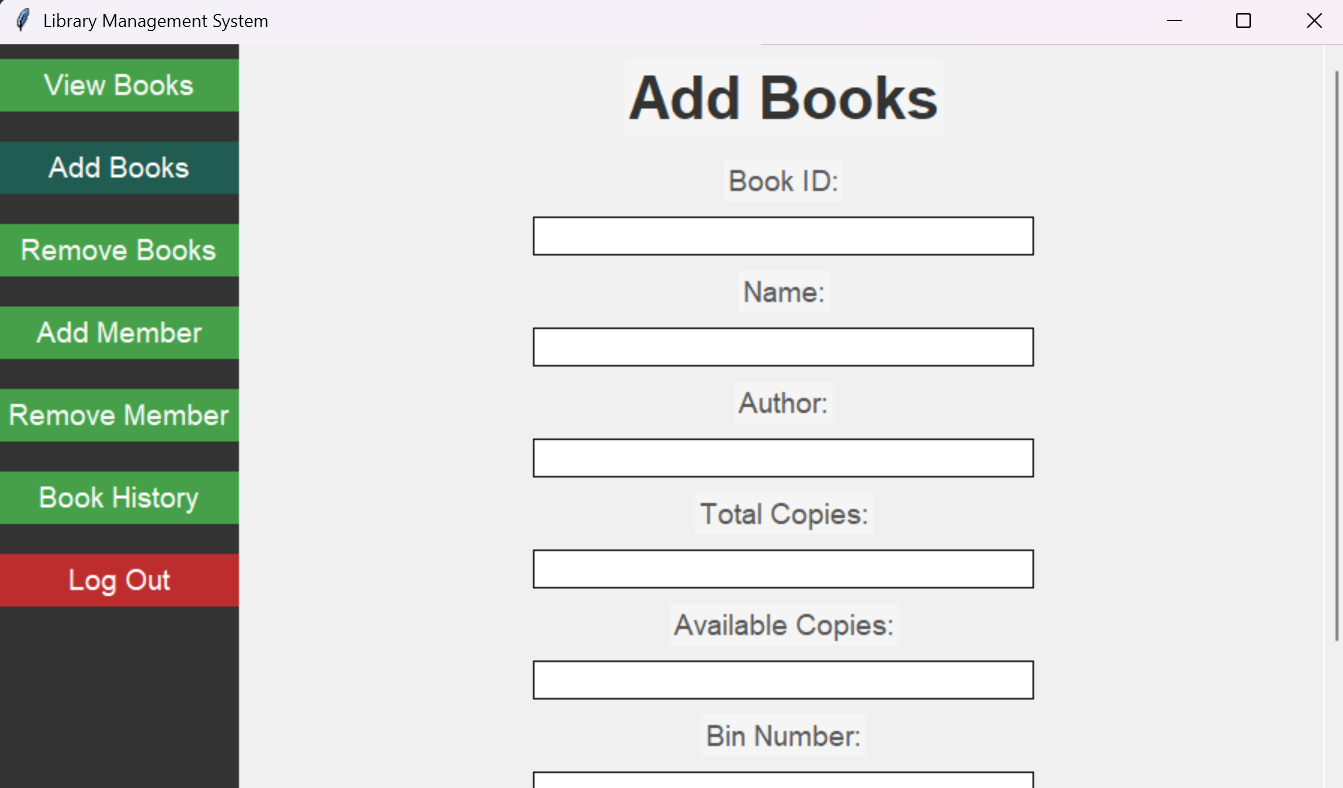 Library Management System
View Books
Add Books
Remove Books
Add Member
Remove Member
Book History
Log Out
Add Books
Book ID:
Name:
Author:
Total Copies:
Available Copies:
Bin Number: